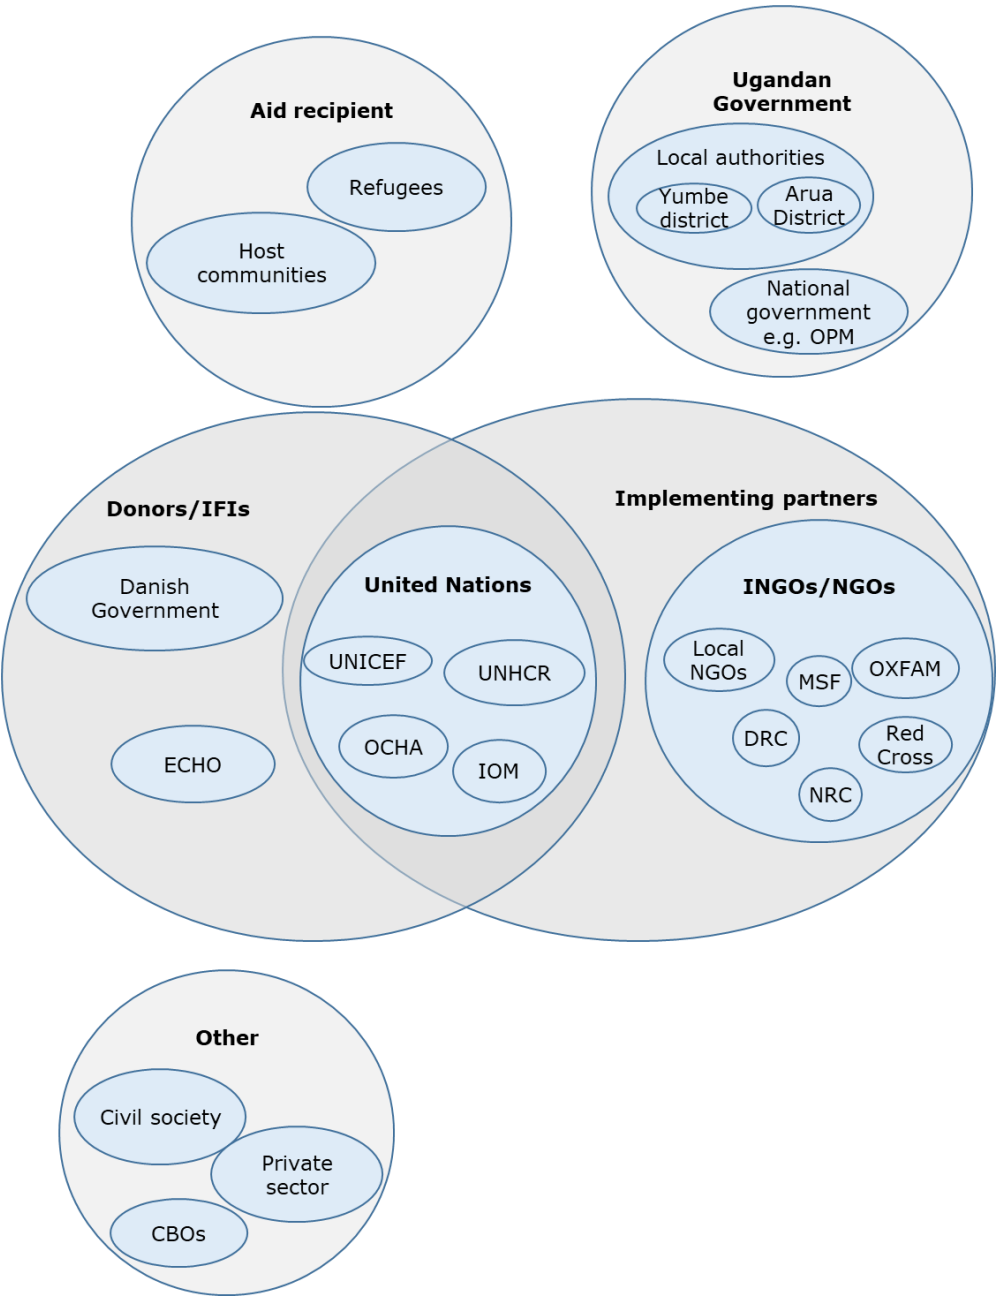 Aid recipient
Refugees
Host
communities
Ugandan
Government
Local authorities
Yumbe
district
Arua
District
National
government
e.g. OPM
Donors/IFIs
Danish
Government
ECHO
United Nations
UNICEF
UNHCR
OCHA
IOM
Implementing partners
INGOs/NGOs
Local
NGOs
MSF
OXFAM
DRC
Red
Cross
NRC
Other
Civil society
Private
sector
CBOs